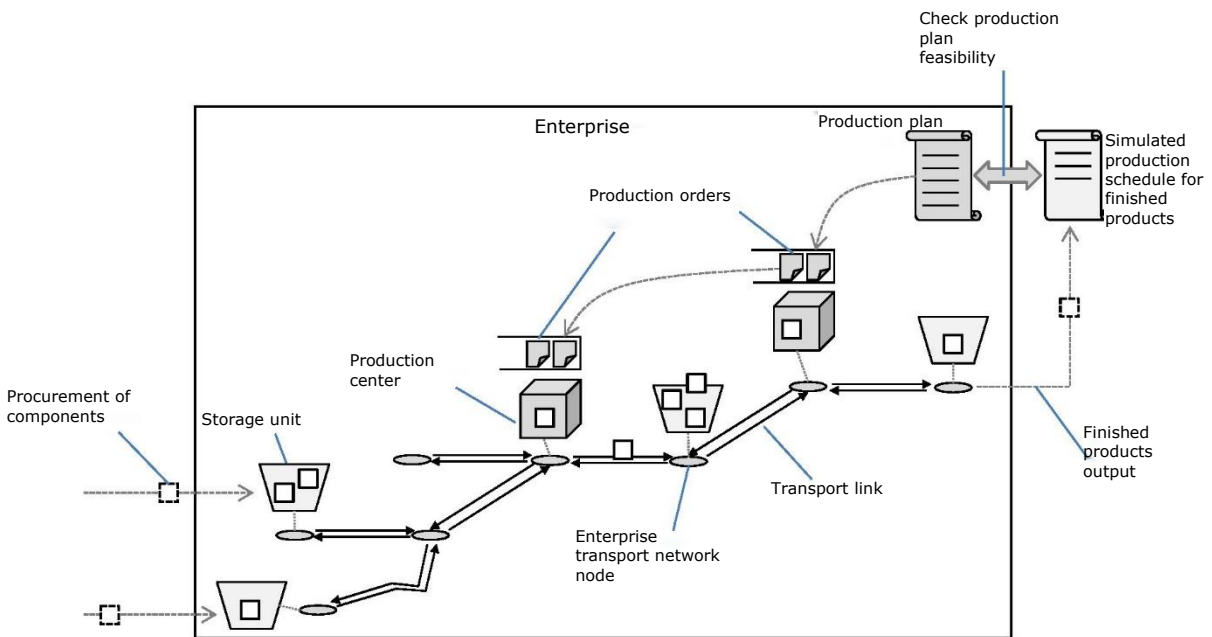 Check production
plan
feasibility
Enterprise
Production plan
Simulated
production
schedule for
finished
products
Production orders
Production
center
Procurement of
components
Storage unit
Finished
products
output
Transport link
Enterprise
transport network
node